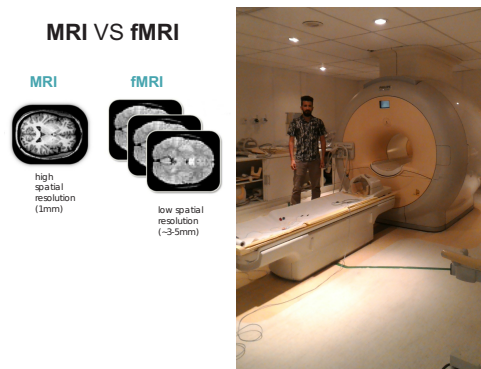 MRI VS fMRI
MRI
fMRI
high
spatial
resolution
(1mm)
low spatial
resolution
(~3-5mm)